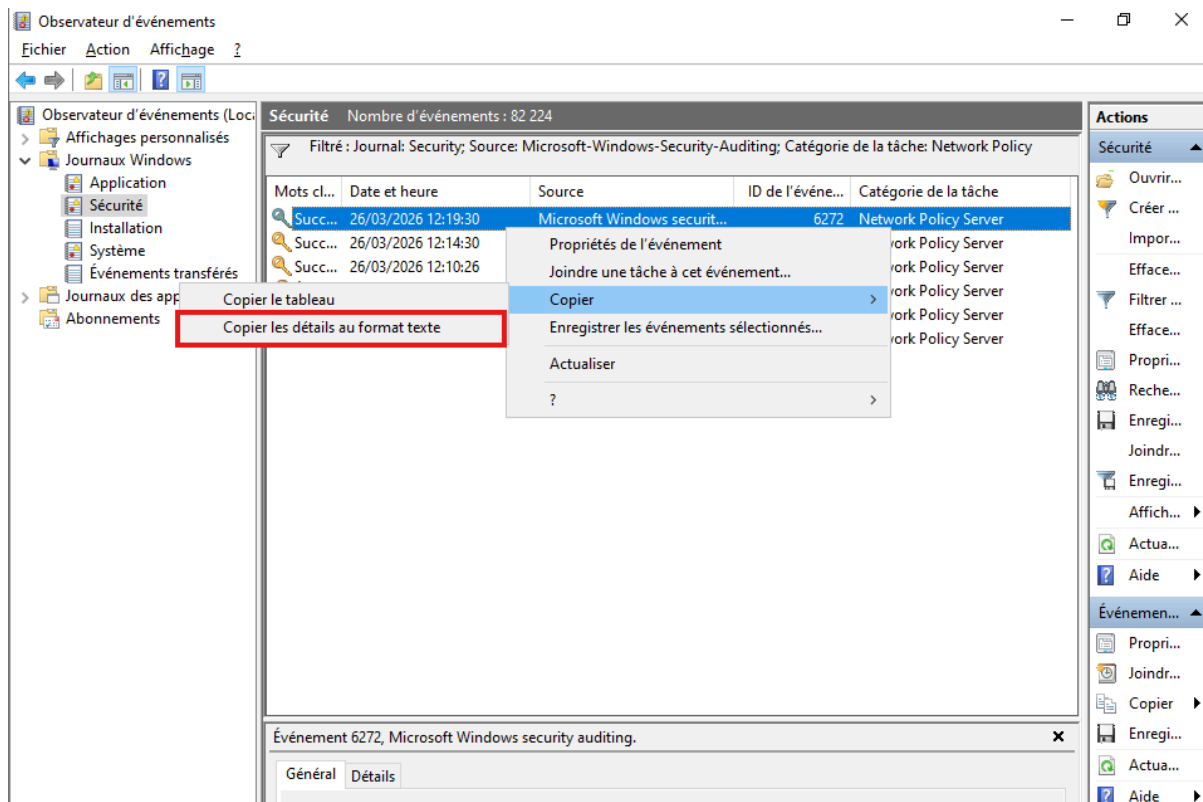 Observateur d'événements
Fichier Action Affichage ?
Observateur d'événements (Loca
Affichages personnalisés
Journaux Windows
Application
Sécurité
Installation
Système
Événements transférés
Journaux des app
Abonnements
Sécurité Nombre d'événements : 82 224
Filtré : Journal: Security; Source: Microsoft-Windows-Security-Auditing; Catégorie de la tâche: Network Policy
Mots cl... Date et heure Source ID de l'événe... Catégorie de la tâche
Succ... 26/03/2026 12:19:30 Microsoft Windows securit... 6272 Network Policy Server
Succ... 26/03/2026 12:14:30 ork Policy Server
Succ... 26/03/2026 12:10:26 ork Policy Server
ork Policy Server
ork Policy Server
ork Policy Server
Propriétés de l'événement
Joindre une tâche à cet événement...
Copier
Enregistrer les événements sélectionnés...
Actualiser
?
Copier le tableau
Copier les détails au format texte
Événement 6272, Microsoft Windows security auditing.
Général Détails
Actions
Sécurité
Ouvrir...
Créer ...
Impor...
Efface...
Filtrer ...
Efface...
Propri...
Reche...
Enregi...
Joindr...
Enregi...
Affich...
Actua...
Aide
Événemen...
Propri...
Joindr...
Copier
Enregi...
Actua...
Aide